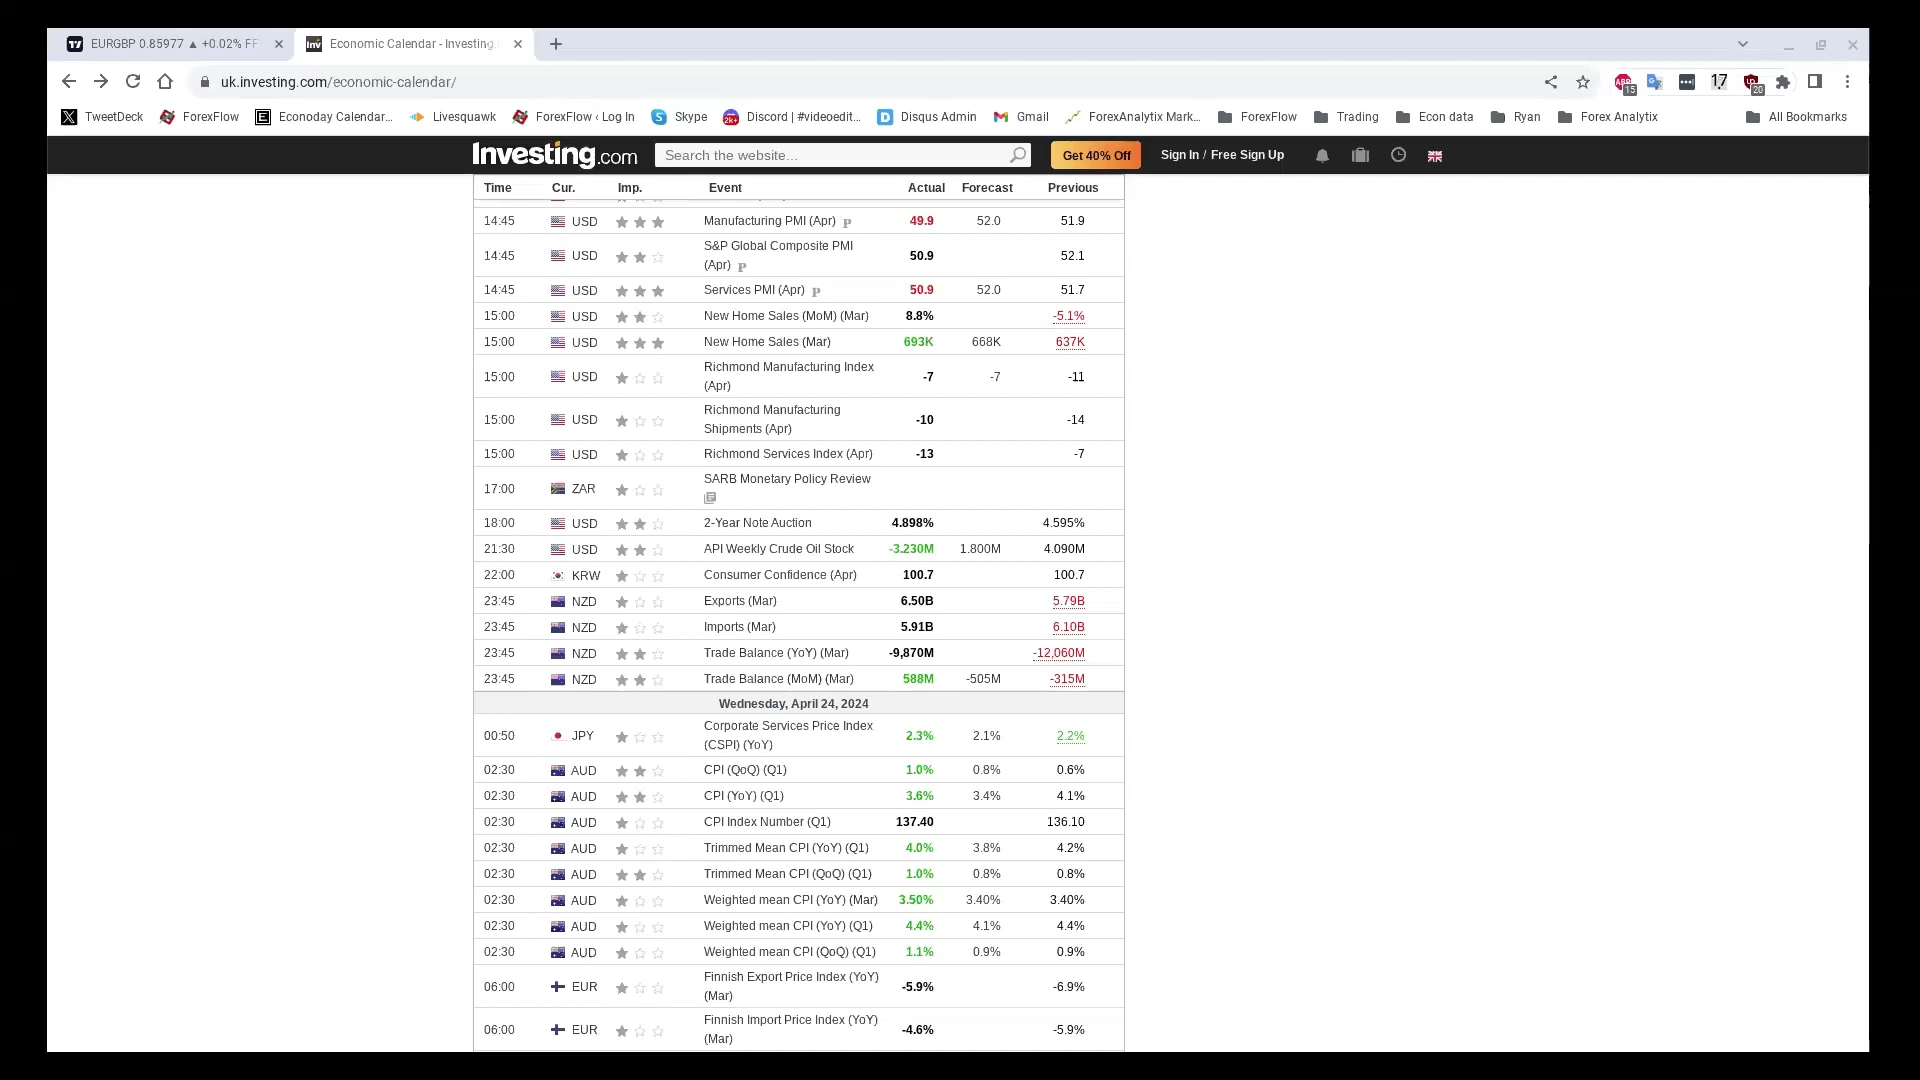 EURGBP 0.85977 ▲ +0.02% FF
Economic Calendar - Investing.
uk.investing.com/economic-calendar/
ABP 15 17 20
TweetDeck ForexFlow Econoday Calendar... Livesquawk ForexFlow ‹ Log In Skype 2k+ Discord | #videoedit... Disqus Admin Gmail ForexAnalytix Mark... ForexFlow Trading Econ data Ryan Forex Analytix All Bookmarks
Investing.com Search the website... Get 40% Off Sign In / Free Sign Up
Time Cur. Imp. Event Actual Forecast Previous
14:45 USD Manufacturing PMI (Apr) P 49.9 52.0 51.9
14:45 USD S&P Global Composite PMI
(Apr) P 50.9 52.1
14:45 USD Services PMI (Apr) P 50.9 52.0 51.7
15:00 USD New Home Sales (MoM) (Mar) 8.8% -5.1%
15:00 USD New Home Sales (Mar) 693K 668K 637K
15:00 USD Richmond Manufacturing Index
(Apr) -7 -7 -11
15:00 USD Richmond Manufacturing
Shipments (Apr) -10 -14
15:00 USD Richmond Services Index (Apr) -13 -7
17:00 ZAR SARB Monetary Policy Review
18:00 USD 2-Year Note Auction 4.898% 4.595%
21:30 USD API Weekly Crude Oil Stock -3.230M 1.800M 4.090M
22:00 KRW Consumer Confidence (Apr) 100.7 100.7
23:45 NZD Exports (Mar) 6.50B 5.79B
23:45 NZD Imports (Mar) 5.91B 6.10B
23:45 NZD Trade Balance (YoY) (Mar) -9,870M -12,060M
23:45 NZD Trade Balance (MoM) (Mar) 588M -505M -315M
Wednesday, April 24, 2024
00:50 JPY Corporate Services Price Index
(CSPI) (YoY) 2.3% 2.1% 2.2%
02:30 AUD CPI (QoQ) (Q1) 1.0% 0.8% 0.6%
02:30 AUD CPI (YoY) (Q1) 3.6% 3.4% 4.1%
02:30 AUD CPI Index Number (Q1) 137.40 136.10
02:30 AUD Trimmed Mean CPI (YoY) (Q1) 4.0% 3.8% 4.2%
02:30 AUD Trimmed Mean CPI (QoQ) (Q1) 1.0% 0.8% 0.8%
02:30 AUD Weighted mean CPI (YoY) (Mar) 3.50% 3.40% 3.40%
02:30 AUD Weighted mean CPI (YoY) (Q1) 4.4% 4.1% 4.4%
02:30 AUD Weighted mean CPI (QoQ) (Q1) 1.1% 0.9% 0.9%
06:00 EUR Finnish Export Price Index (YoY)
(Mar) -5.9% -6.9%
06:00 EUR Finnish Import Price Index (YoY)
(Mar) -4.6% -5.9%